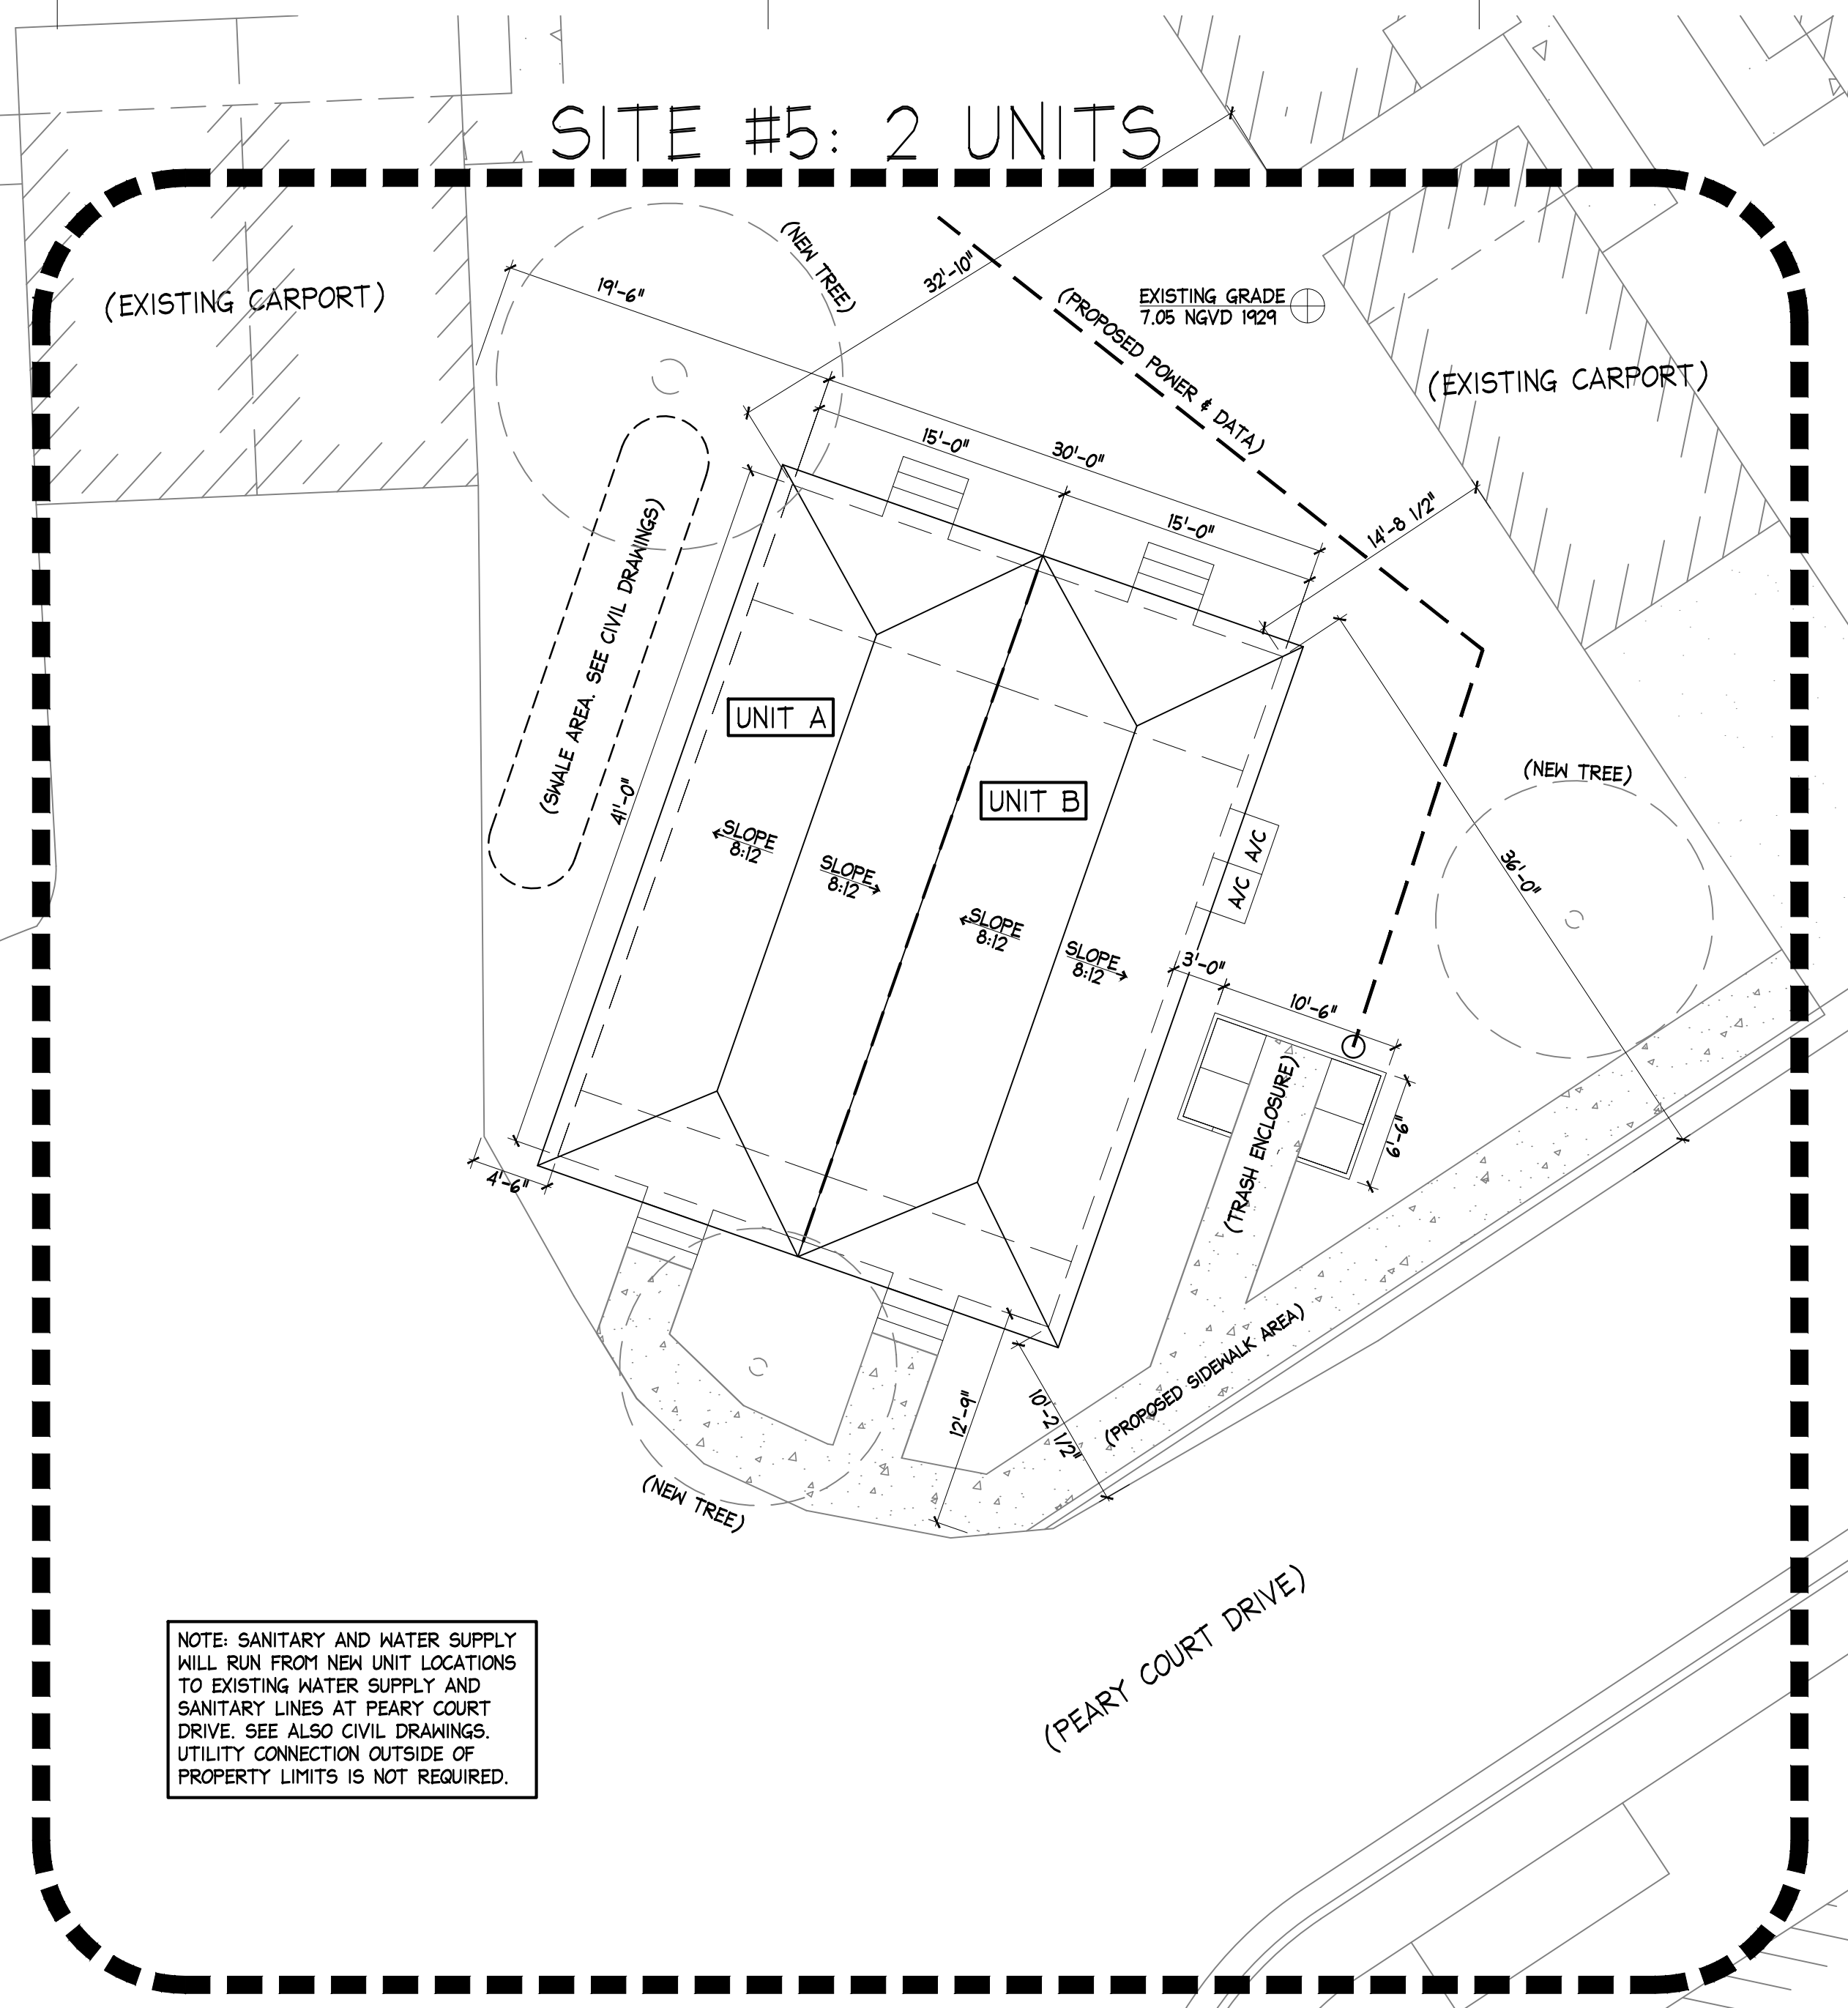 SITE #5: 2 UNITS
(NEW TREE)
32'-10"
19'-6"
(EXISTING CARPORT)
EXISTING GRADE
7.05 NGVD 1929
(PROPOSED POWER & DATA)
(EXISTING CARPORT)
15'-0"
30'-0"
15'-0"
14'-8 1/2"
(SWALE AREA. SEE CIVIL DRAWINGS)
41'-0"
UNIT A
UNIT B
(NEW TREE)
SLOPE
8:12
SLOPE
8:12
SLOPE
8:12
SLOPE
8:12
A/C
A/C
36'-0"
3'-0"
10'-6"
(TRASH ENCLOSURE)
6'-6"
4'-6"
12'-9"
10'-2 1/2"
(PROPOSED SIDEWALK AREA)
(NEW TREE)
(PEARY COURT DRIVE)
NOTE: SANITARY AND WATER SUPPLY
WILL RUN FROM NEW UNIT LOCATIONS
TO EXISTING WATER SUPPLY AND
SANITARY LINES AT PEARY COURT
DRIVE. SEE ALSO CIVIL DRAWINGS.
UTILITY CONNECTION OUTSIDE OF
PROPERTY LIMITS IS NOT REQUIRED.